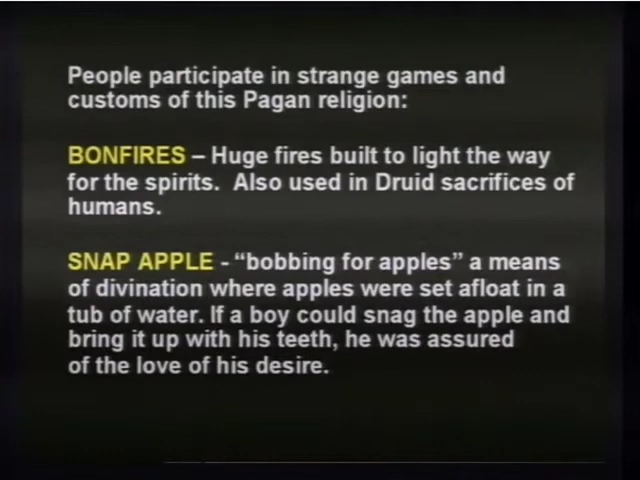 People participate in strange games and
customs of this Pagan religion:
BONFIRES – Huge fires built to light the way
for the spirits.  Also used in Druid sacrifices of
humans.
SNAP APPLE - “bobbing for apples” a means
of divination where apples were set afloat in a
tub of water. If a boy could snag the apple and
bring it up with his teeth, he was assured
of the love of his desire.